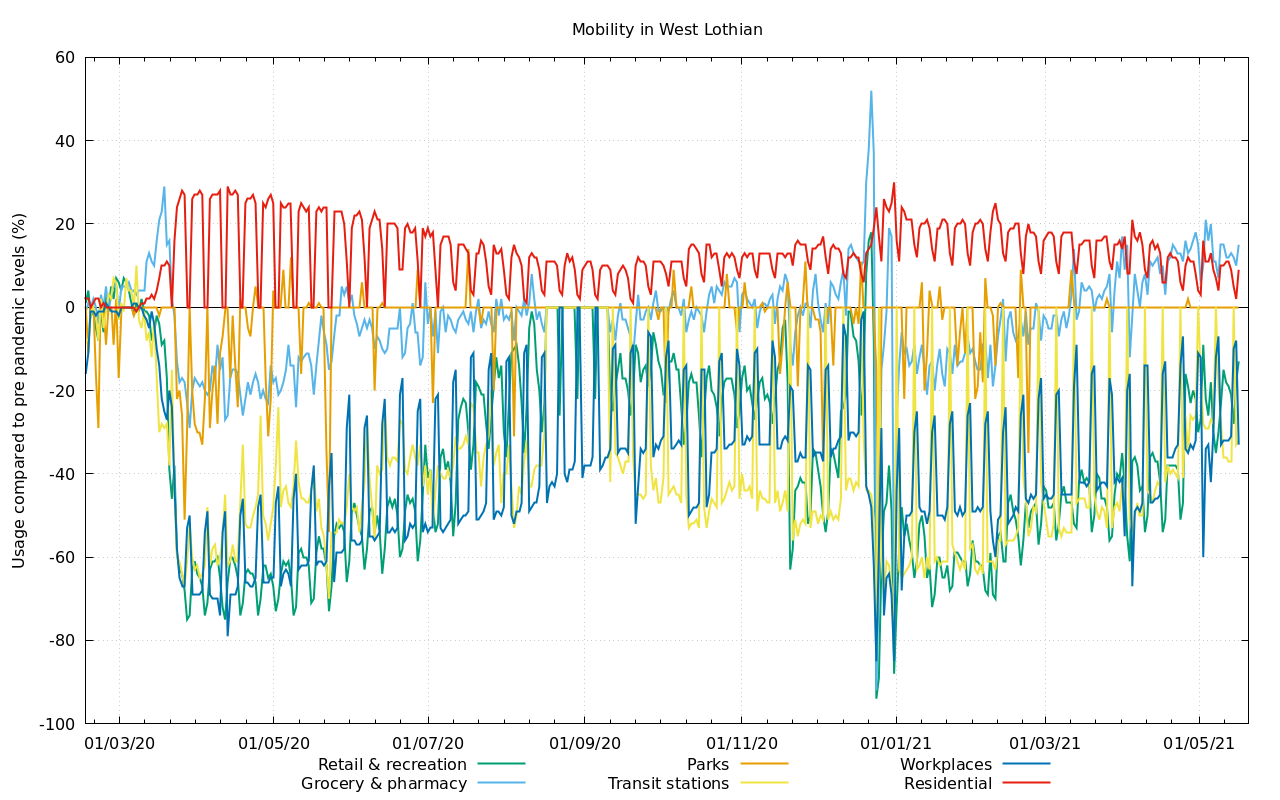 Mobility in West Lothian
Usage compared to pre pandemic levels (%)
60
40
20
0
-20
-40
-60
-80
-100
01/03/20 01/05/20 01/07/20 01/09/20 01/11/20 01/01/21 01/03/21 01/05/21
Retail & recreation Parks Workplaces
Grocery & pharmacy Transit stations Residential